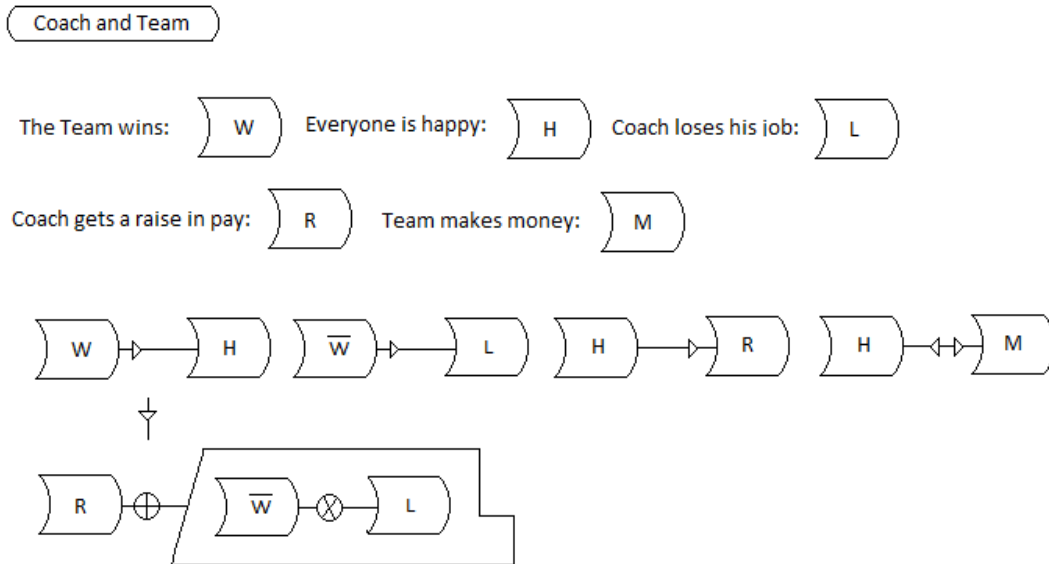 Coach and Team
The Team wins: W Everyone is happy: H Coach loses his job: L
Coach gets a raise in pay: R Team makes money: M
W H W̅ L H R H M
R W̅ L